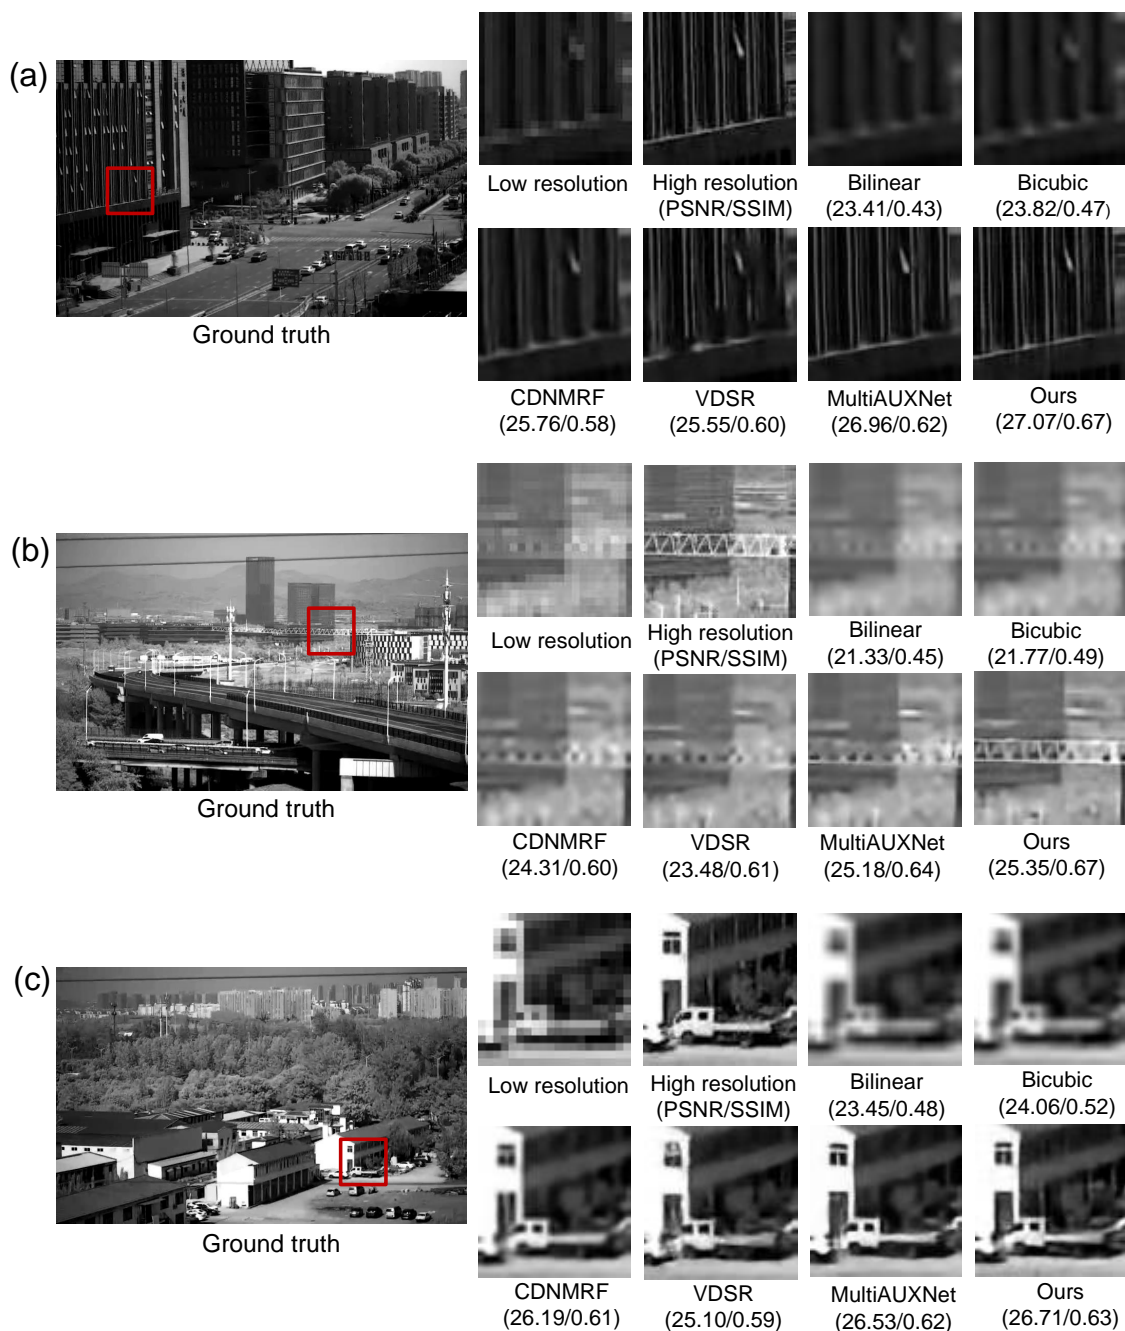 (a)
Ground truth
Low resolution
High resolution
(PSNR/SSIM)
Bilinear
(23.41/0.43)
Bicubic
(23.82/0.47)
CDNMRF
(25.76/0.58)
VDSR
(25.55/0.60)
MultiAUXNet
(26.96/0.62)
Ours
(27.07/0.67)
(b)
Ground truth
Low resolution
High resolution
(PSNR/SSIM)
Bilinear
(21.33/0.45)
Bicubic
(21.77/0.49)
CDNMRF
(24.31/0.60)
VDSR
(23.48/0.61)
MultiAUXNet
(25.18/0.64)
Ours
(25.35/0.67)
(c)
Ground truth
Low resolution
High resolution
(PSNR/SSIM)
Bilinear
(23.45/0.48)
Bicubic
(24.06/0.52)
CDNMRF
(26.19/0.61)
VDSR
(25.10/0.59)
MultiAUXNet
(26.53/0.62)
Ours
(26.71/0.63)